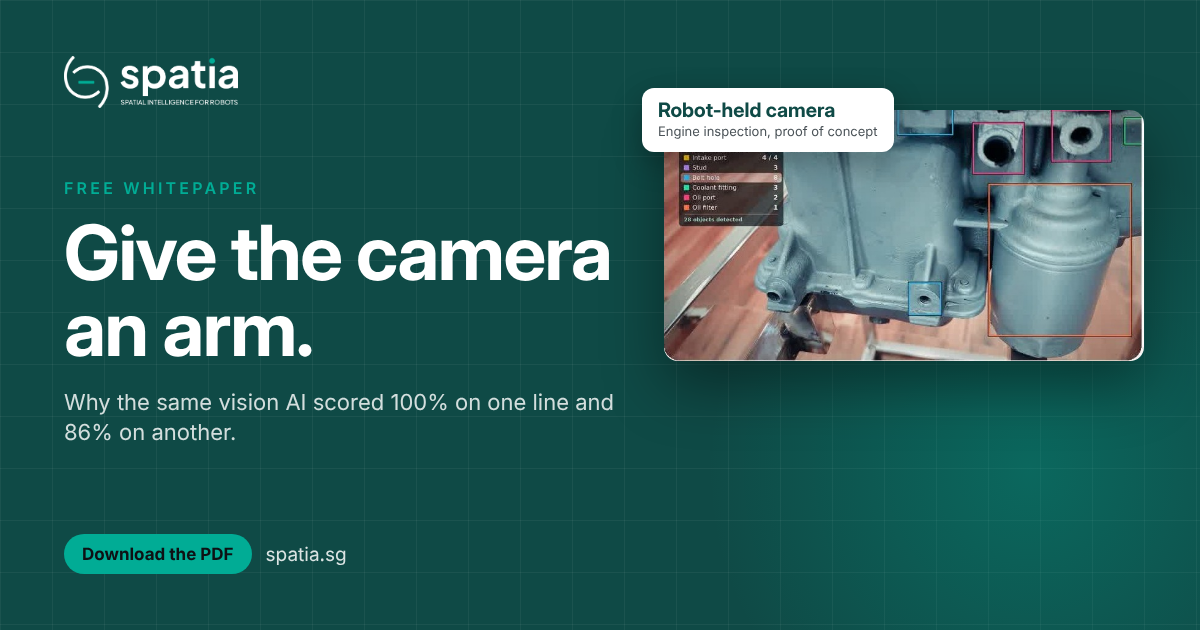 spatia
SPATIAL INTELLIGENCE FOR ROBOTS
FREE WHITEPAPER
Give the camera
an arm.
Why the same vision AI scored 100% on one line and
86% on another.
Download the PDF
spatia.sg
Robot-held camera
Engine inspection, proof of concept
Intake port 4 / 4
Stud 3
Bolt hole 8
Coolant fitting 3
Oil port 2
Oil filter 1
28 objects detected